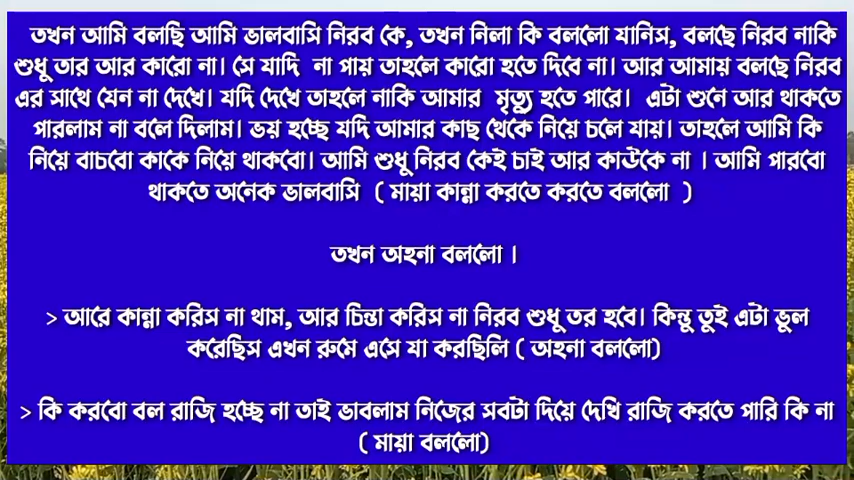 তখন আমি বলছি আমি ভালবাসি নিরব কে, তখন নিলা কি বললো যানিস, বলছে নিরব নাকি
শুধু তার আর কারো না। সে যাদি না পায় তাহলে কারো হতে দিবে না। আর আমায় বলছে নিরব
এর সাথে যেন না দেখে। যদি দেখে তাহলে নাকি আমার মৃত্যু হতে পারে। এটা শুনে আর থাকতে
পারলাম না বলে দিলাম। ভয় হচ্ছে যদি আমার কাছ থেকে নিয়ে চলে যায়। তাহলে আমি কি
নিয়ে বাচবো কাকে নিয়ে থাকবো। আমি শুধু নিরব কেই চাই আর কাউকে না । আমি পারবো
থাকতে অনেক ভালবাসি ( মায়া কান্না করতে করতে বললো )
তখন অহনা বললো ।
> আরে কান্না করিস না থাম, আর চিন্তা করিস না নিরব শুধু তর হবে। কিন্তু তুই এটা ভুল
করেছিস এখন রুমে এসে যা করছিলি ( অহনা বললো)
> কি করবো বল রাজি হচ্ছে না তাই ভাবলাম নিজের সবটা দিয়ে দেখি রাজি করতে পারি কি না
( মায়া বললো)